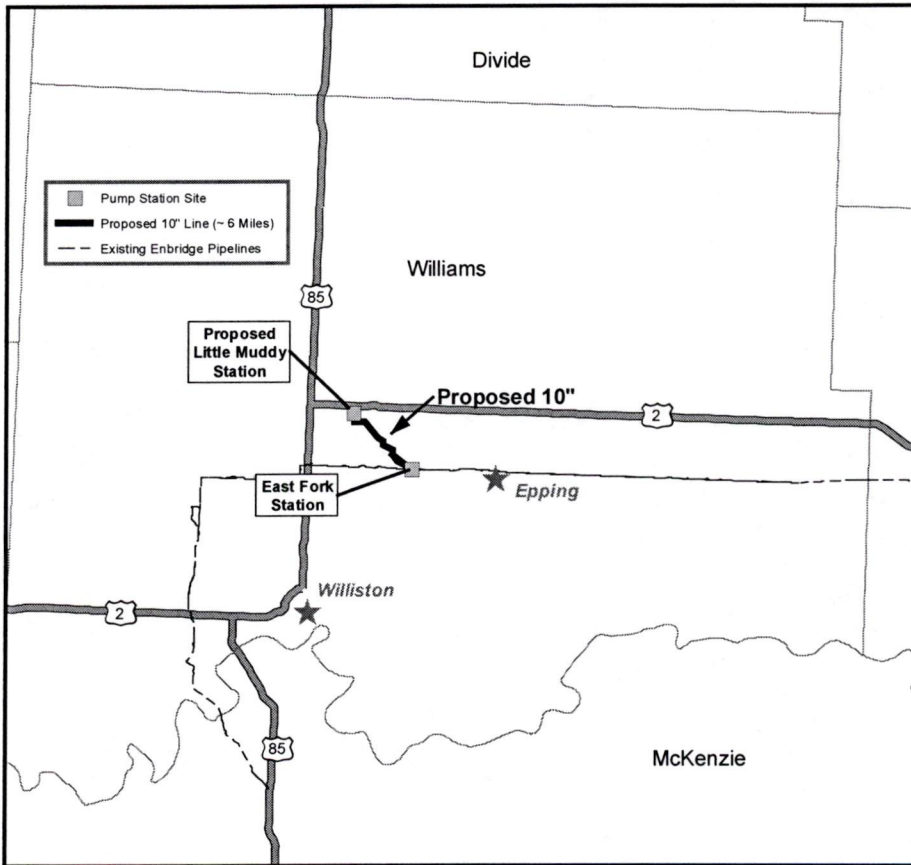 Divide
Pump Station Site
Proposed 10" Line (~ 6 Miles)
Existing Enbridge Pipelines
Williams
85
Proposed
Little Muddy
Station
Proposed 10"
2
East Fork
Station
Epping
Williston
2
85
McKenzie